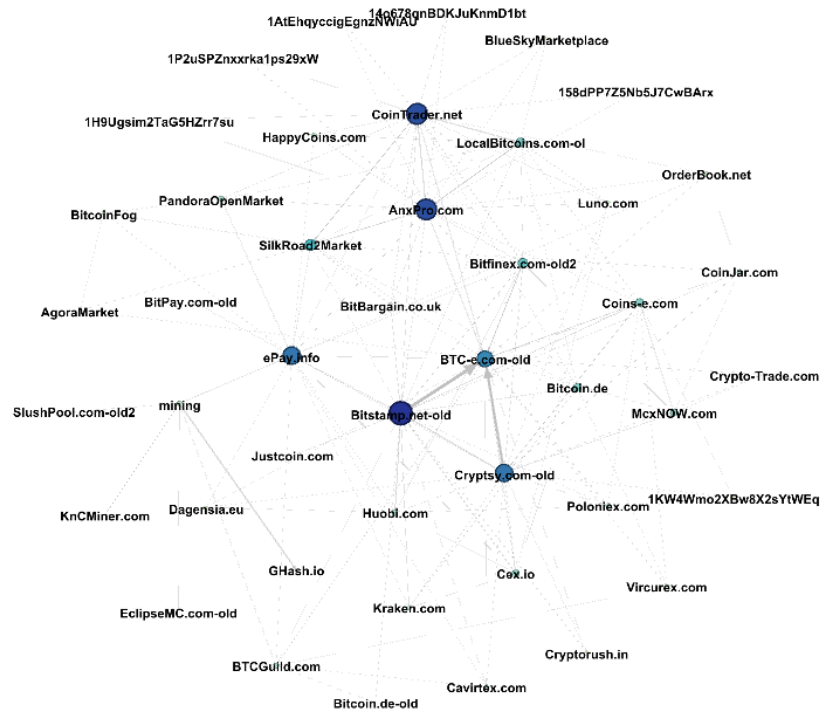 14o678qnBDKJuKnmD1bt
1AtEhqyccigEgnzNWiAU
BlueSkyMarketplace
1P2uSPZnxxrka1ps29xW
158dPP7Z5Nb5J7CwBArx
CoinTrader.net
1H9Ugsim2TaG5HZrr7su
HappyCoins.com
LocalBitcoins.com-ol
OrderBook.net
PandoraOpenMarket
Luno.com
BitcoinFog
AnxPro.com
SilkRoad2Market
Bitfinex.com-old2
CoinJar.com
BitPay.com-old
BitBargain.co.uk
Coins-e.com
AgoraMarket
ePay.info
BTC-e.com-old
Crypto-Trade.com
Bitcoin.de
SlushPool.com-old2
mining
Bitstamp.net-old
McxNOW.com
Justcoin.com
Cryptsy.com-old
1KW4Wmo2XBw8X2sYtWEq
KnCMiner.com
Dagensia.eu
Huobi.com
Poloniex.com
GHash.io
Cex.io
Vircurex.com
EclipseMC.com-old
Kraken.com
BTCGuild.com
Cryptorush.in
Cavirtex.com
Bitcoin.de-old